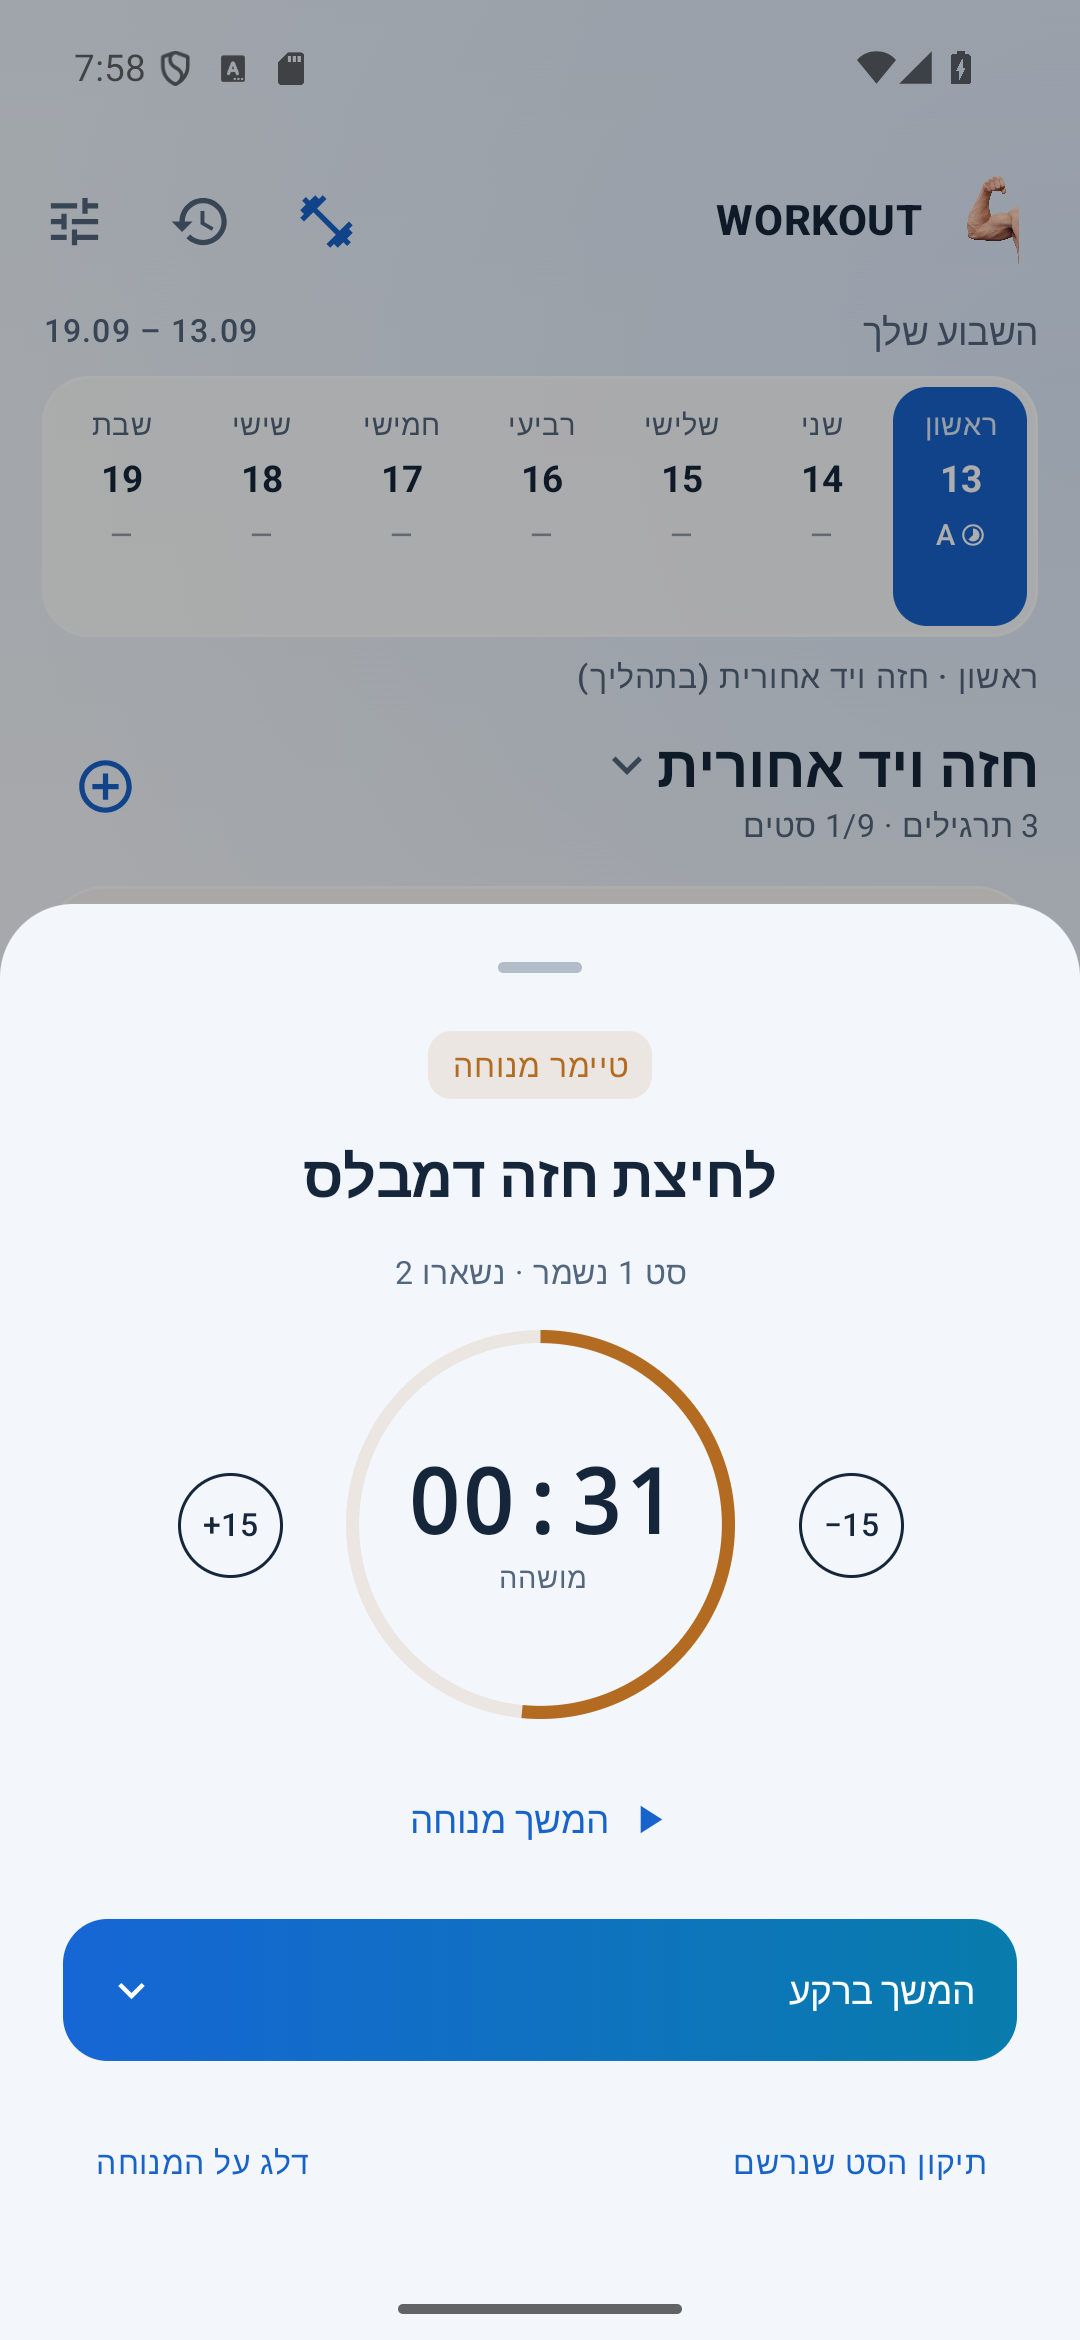 7:58
WORKOUT
השבוע שלך
13.09 – 19.09
ראשון שני שלישי רביעי חמישי שישי שבת
13 14 15 16 17 18 19
A – – – – – –
ראשון · חזה ויד אחורית (בתהליך)
חזה ויד אחורית
3 תרגילים · 1/9 סטים
טיימר מנוחה
לחיצת חזה דמבלס
סט 1 נשמר · נשארו 2
−15
00:31
+15
מושהה
המשך מנוחה
המשך ברקע
תיקון הסט שנרשם
דלג על המנוחה